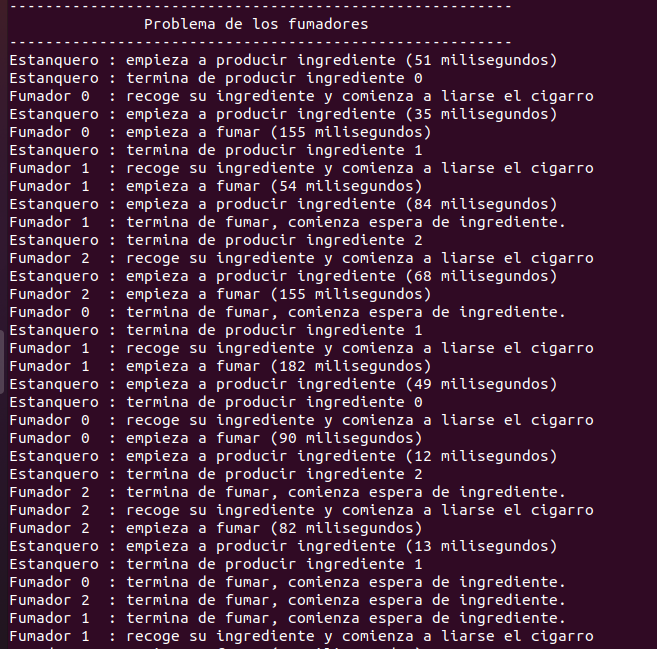 --------------------------------------------------------
Problema de los fumadores
--------------------------------------------------------
Estanquero : empieza a producir ingrediente (51 milisegundos)
Estanquero : termina de producir ingrediente 0
Fumador 0  : recoge su ingrediente y comienza a liarse el cigarro
Estanquero : empieza a producir ingrediente (35 milisegundos)
Fumador 0  : empieza a fumar (155 milisegundos)
Estanquero : termina de producir ingrediente 1
Fumador 1  : recoge su ingrediente y comienza a liarse el cigarro
Fumador 1  : empieza a fumar (54 milisegundos)
Estanquero : empieza a producir ingrediente (84 milisegundos)
Fumador 1  : termina de fumar, comienza espera de ingrediente.
Estanquero : termina de producir ingrediente 2
Fumador 2  : recoge su ingrediente y comienza a liarse el cigarro
Estanquero : empieza a producir ingrediente (68 milisegundos)
Fumador 2  : empieza a fumar (155 milisegundos)
Fumador 0  : termina de fumar, comienza espera de ingrediente.
Estanquero : termina de producir ingrediente 1
Fumador 1  : recoge su ingrediente y comienza a liarse el cigarro
Fumador 1  : empieza a fumar (182 milisegundos)
Estanquero : empieza a producir ingrediente (49 milisegundos)
Estanquero : termina de producir ingrediente 0
Fumador 0  : recoge su ingrediente y comienza a liarse el cigarro
Fumador 0  : empieza a fumar (90 milisegundos)
Estanquero : empieza a producir ingrediente (12 milisegundos)
Estanquero : termina de producir ingrediente 2
Fumador 2  : termina de fumar, comienza espera de ingrediente.
Fumador 2  : recoge su ingrediente y comienza a liarse el cigarro
Fumador 2  : empieza a fumar (82 milisegundos)
Estanquero : empieza a producir ingrediente (13 milisegundos)
Estanquero : termina de producir ingrediente 1
Fumador 0  : termina de fumar, comienza espera de ingrediente.
Fumador 2  : termina de fumar, comienza espera de ingrediente.
Fumador 1  : termina de fumar, comienza espera de ingrediente.
Fumador 1  : recoge su ingrediente y comienza a liarse el cigarro